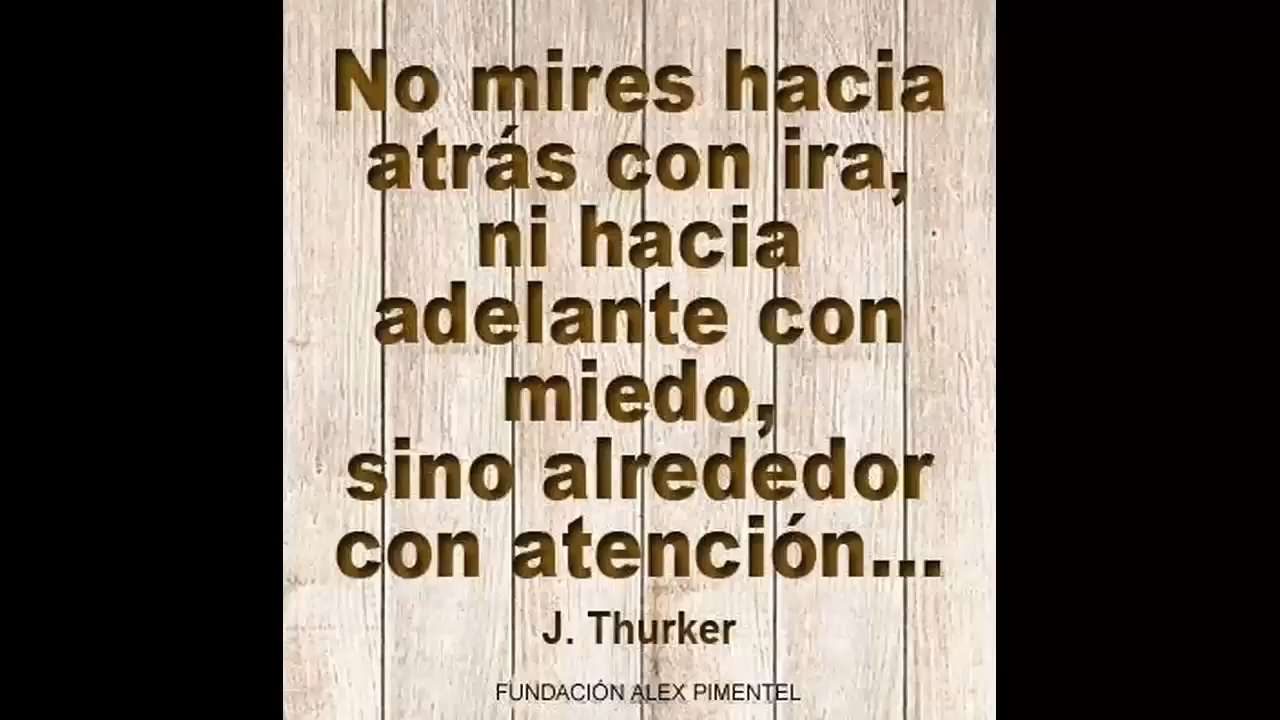 No mires hacia
atrás con ira,
ni hacia
adelante con
miedo,
sino alrededor
con atención...
J. Thurker
FUNDACIÓN ALEX PIMENTEL